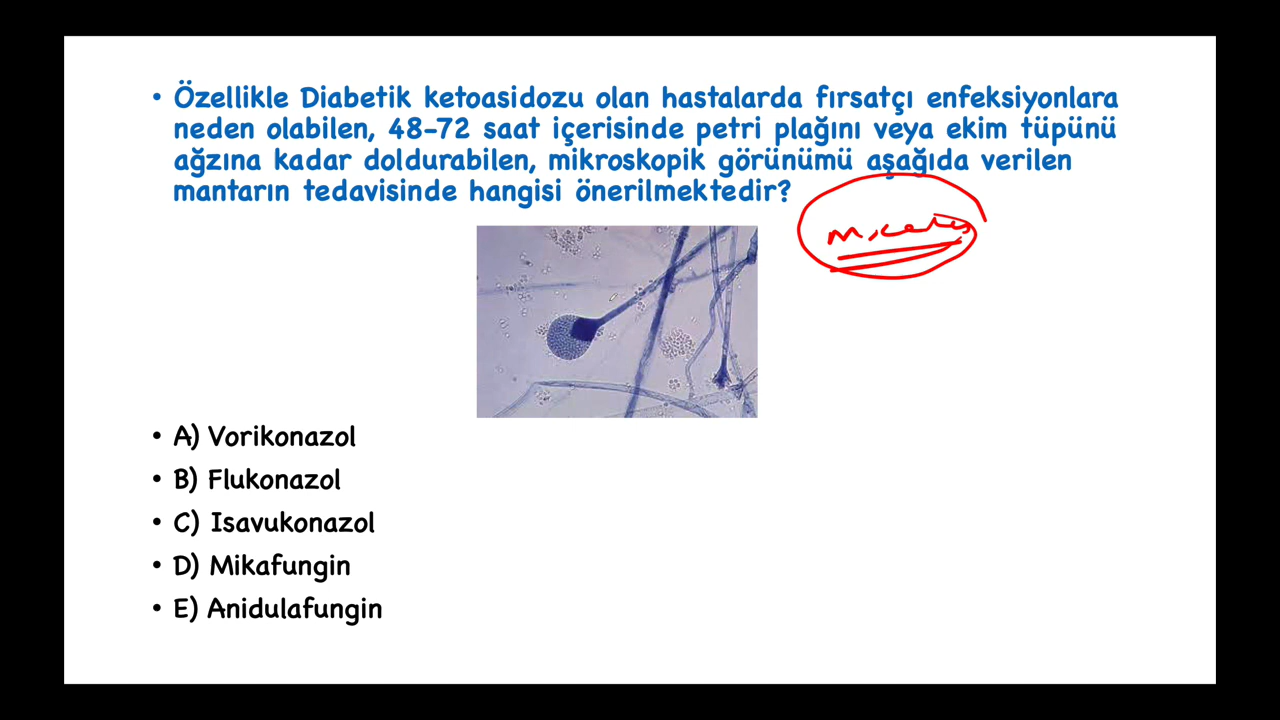 • Özellikle Diabetik ketoasidozu olan hastalarda fırsatçı enfeksiyonlara
neden olabilen, 48-72 saat içerisinde petri plağını veya ekim tüpünü
ağzına kadar doldurabilen, mikroskopik görünümü aşağıda verilen
mantarın tedavisinde hangisi önerilmektedir?
• A) Vorikonazol
• B) Flukonazol
• C) Isavukonazol
• D) Mikafungin
• E) Anidulafungin